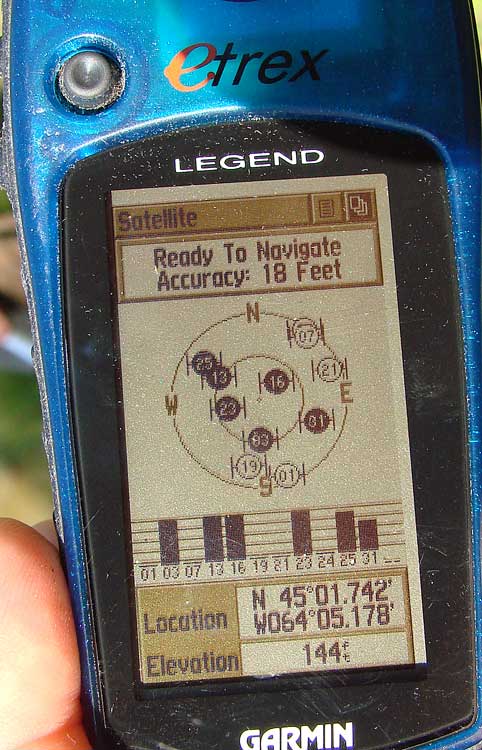 etrex
LEGEND
Satellite
Ready To Navigate
Accuracy: 18 Feet
N
07
25
21
13
16
E
W
23
31
03
19
01
S
01 03 07 13 16 19 21 23 24 25 31 --
Location
N 45°01.742'
W064°05.178'
Elevation
144ft
GARMIN